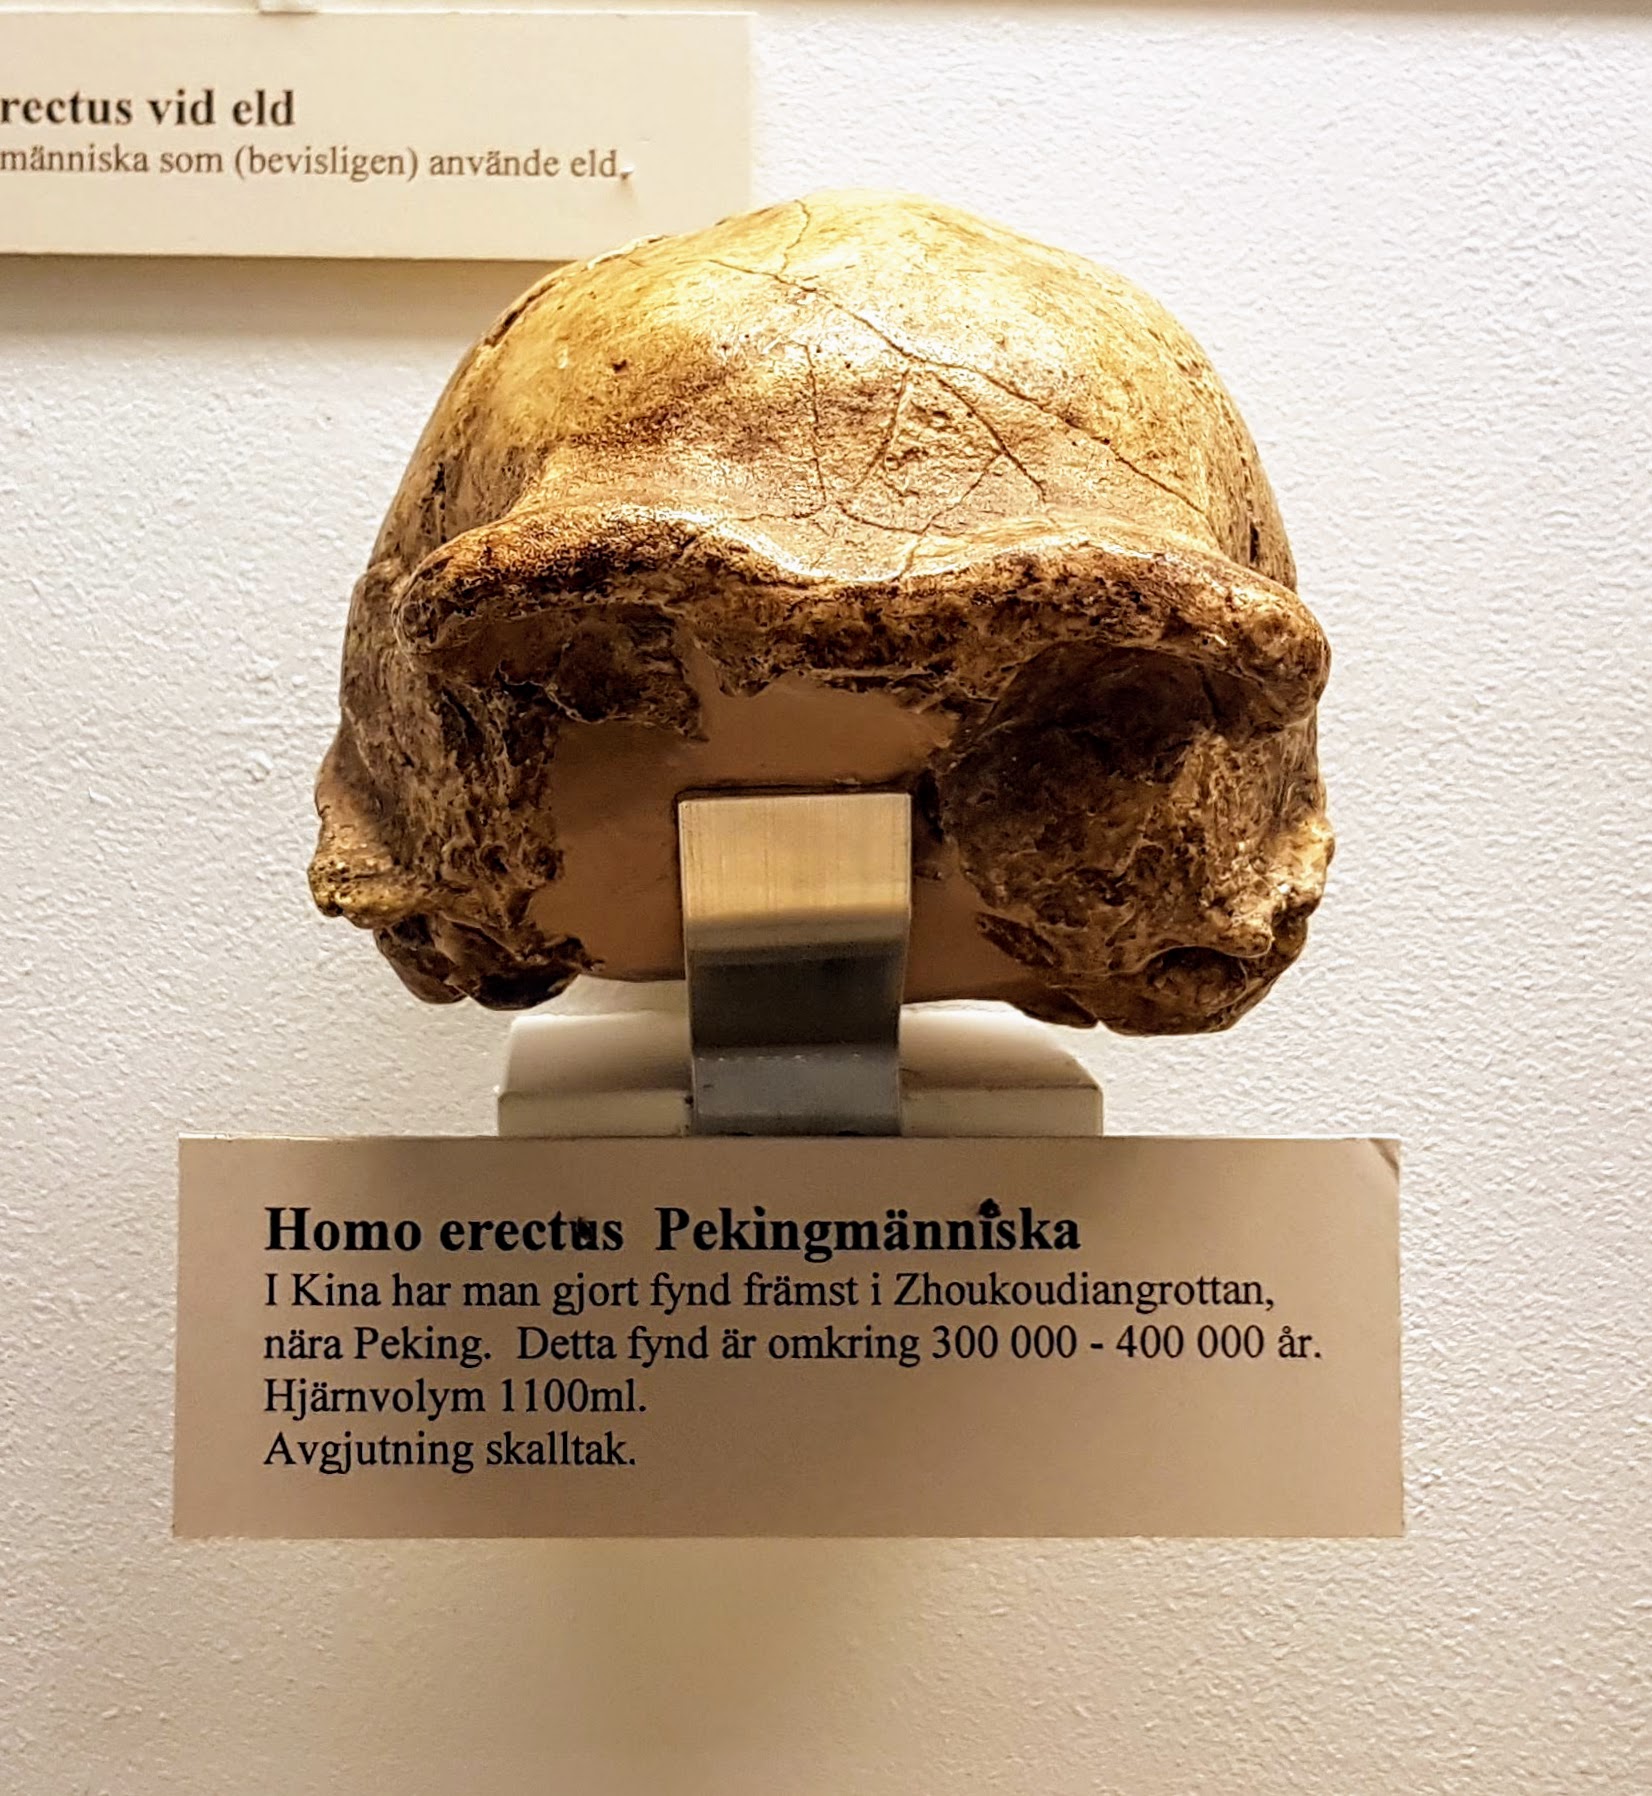 rectus vid eld
människa som (bevisligen) använde eld.
Homo erectus Pekingmänniska
I Kina har man gjort fynd främst i Zhoukoudiangrottan,
nära Peking. Detta fynd är omkring 300 000 - 400 000 år.
Hjärnvolym 1100ml.
Avgjutning skalltak.